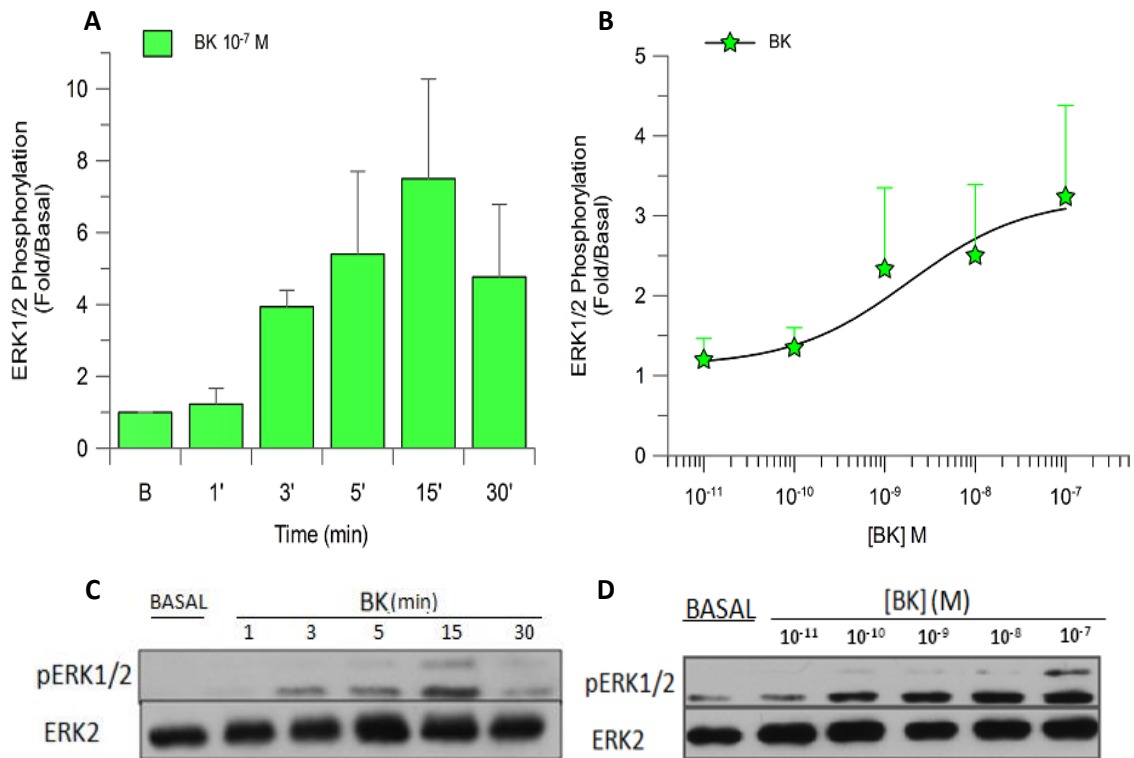 A
BK 10⁻⁷ M
ERK1/2 Phosphorylation
(Fold/Basal)
10
8
6
4
2
0
B 1' 3' 5' 15' 30'
Time (min)
B
BK
ERK1/2 Phosphorylation
(Fold/Basal)
5
4
3
2
1
0
10⁻¹¹ 10⁻¹⁰ 10⁻⁹ 10⁻⁸ 10⁻⁷
[BK] M
C
BASAL BK(min)
1 3 5 15 30
pERK1/2
ERK2
D
BASAL [BK] (M)
10⁻¹¹ 10⁻¹⁰ 10⁻⁹ 10⁻⁸ 10⁻⁷
pERK1/2
ERK2